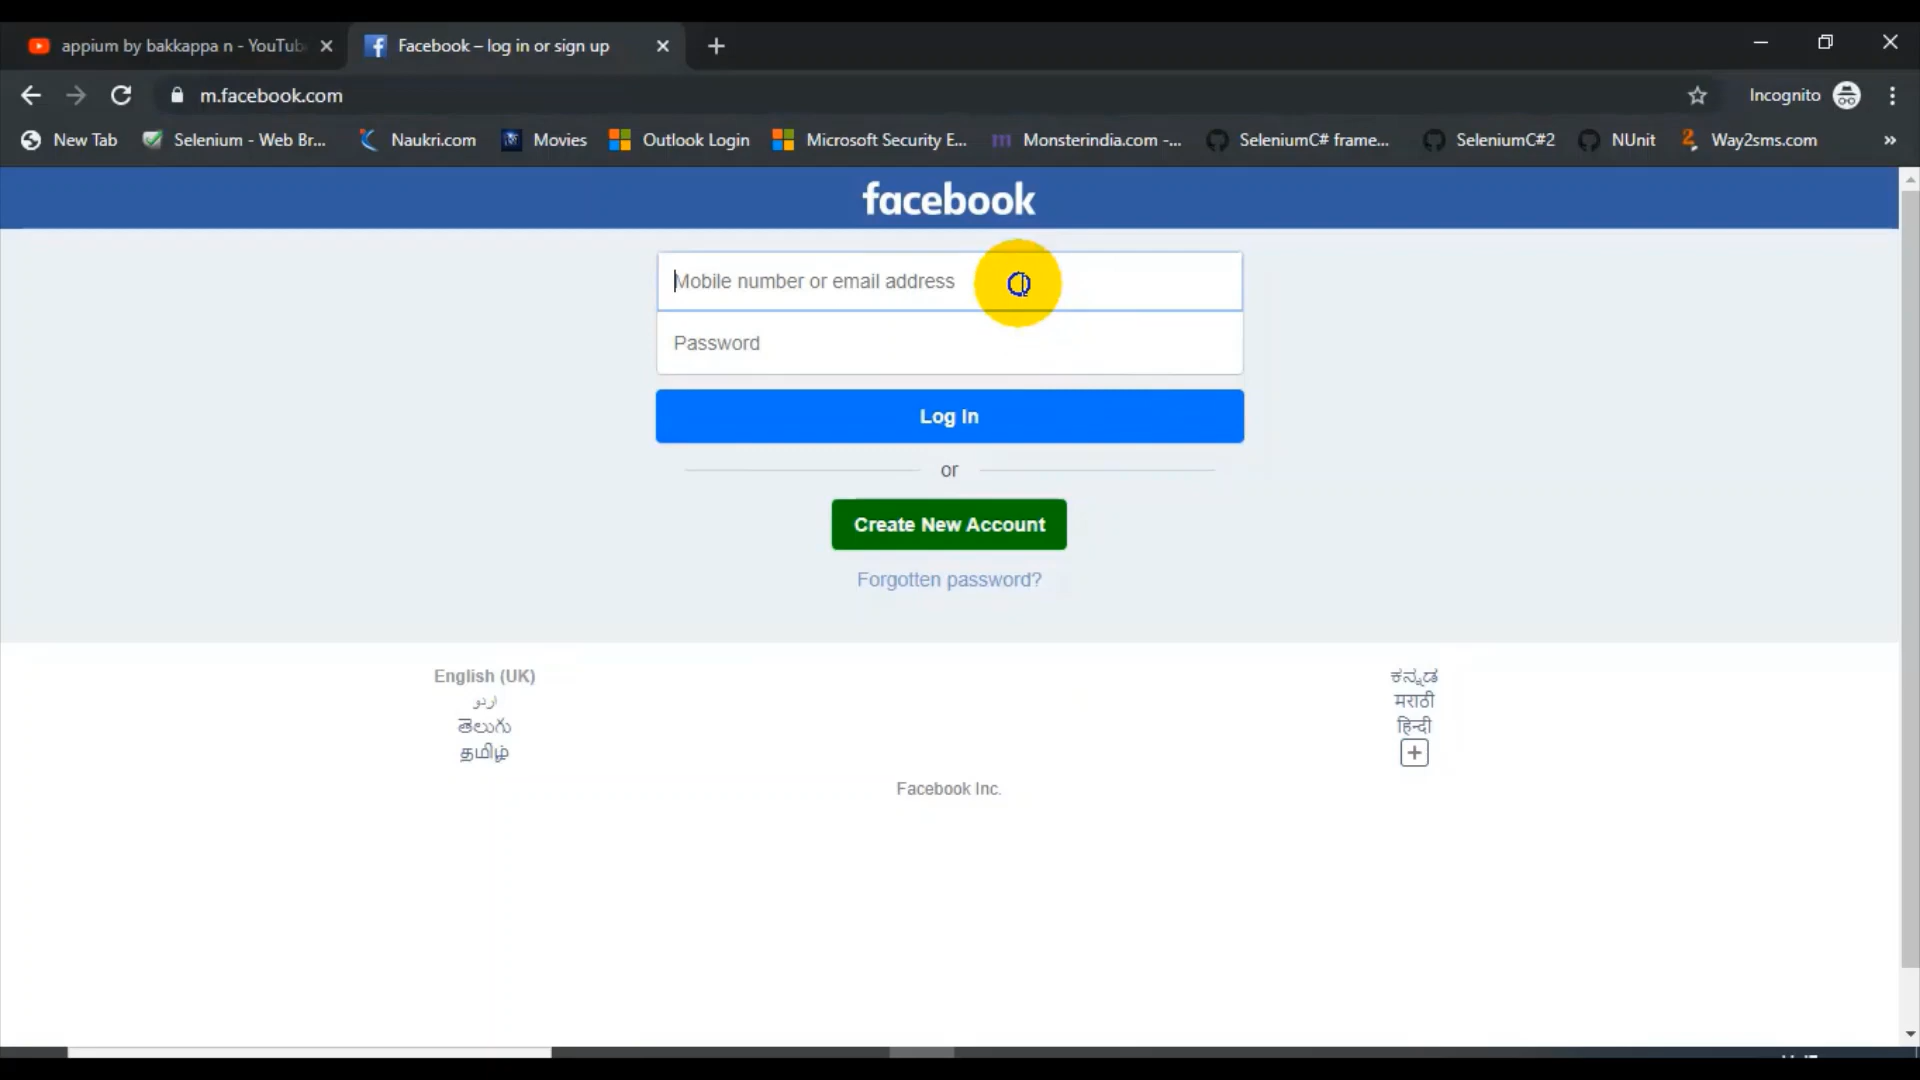 appium by bakkappa n - YouTub
Facebook – log in or sign up
m.facebook.com
Incognito
New Tab
Selenium - Web Br...
Naukri.com
Movies
Outlook Login
Microsoft Security E...
Monsterindia.com -...
SeleniumC# frame...
SeleniumC#2
NUnit
Way2sms.com
facebook
Mobile number or email address
Password
Log In
or
Create New Account
Forgotten password?
English (UK)
اردو
తెలుగు
தமிழ்
ಕನ್ನಡ
मराठी
हिन्दी
Facebook Inc.